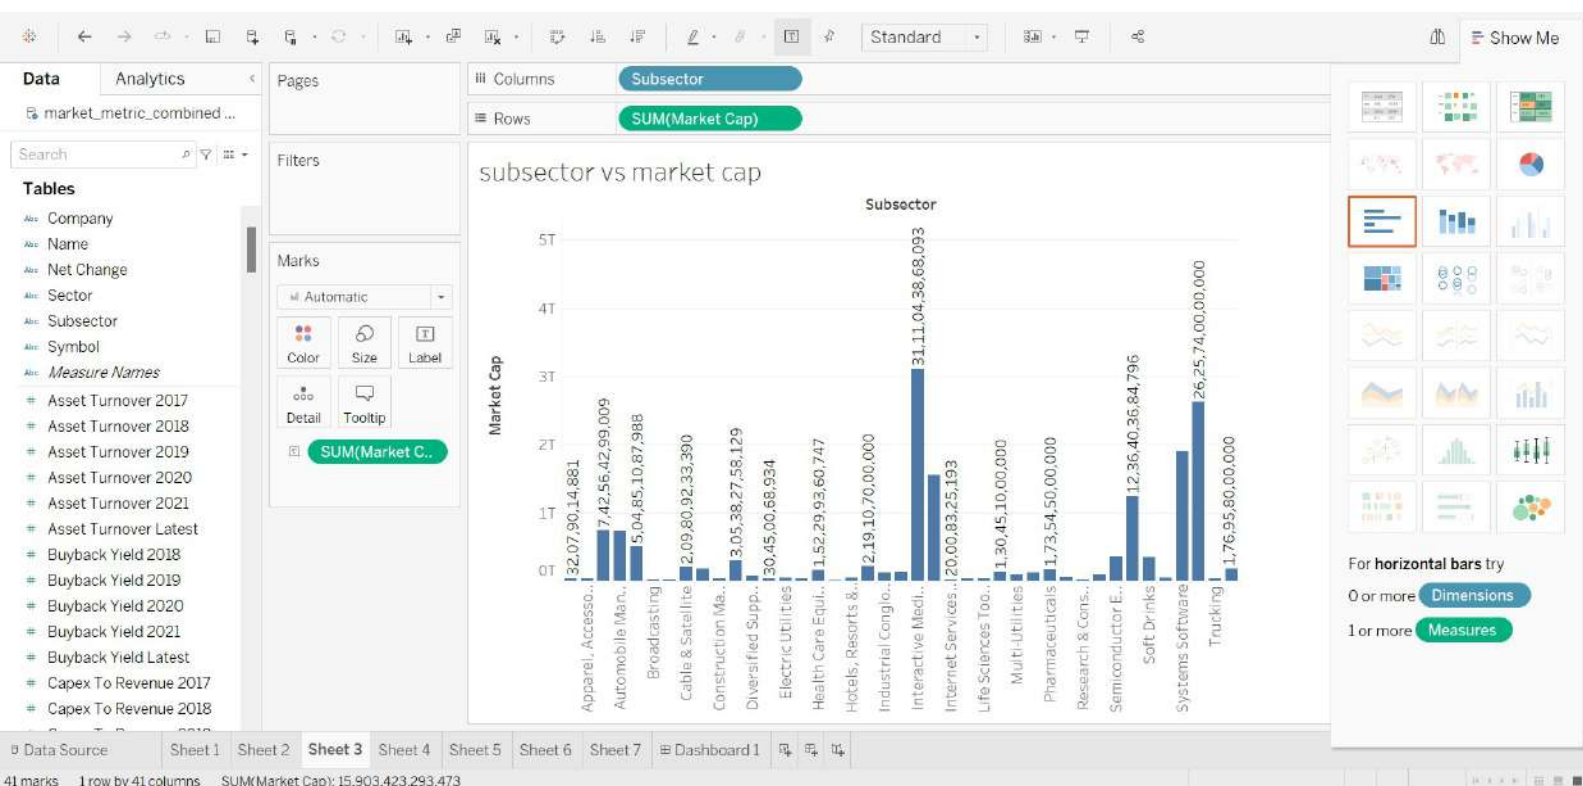 Standard
Show Me
Data
Analytics
Pages
Columns
Subsector
market_metric_combined ...
Rows
SUM(Market Cap)
Search
Filters
Tables
Company
Name
Net Change
Sector
Subsector
Symbol
Measure Names
Asset Turnover 2017
Asset Turnover 2018
Asset Turnover 2019
Asset Turnover 2020
Asset Turnover 2021
Asset Turnover Latest
Buyback Yield 2018
Buyback Yield 2019
Buyback Yield 2020
Buyback Yield 2021
Buyback Yield Latest
Capex To Revenue 2017
Capex To Revenue 2018
Marks
Automatic
Color
Size
Label
Detail
Tooltip
SUM(Market C..
subsector vs market cap
Subsector
Market Cap
5T
4T
3T
2T
1T
0T
32,07,90,14,881
7,42,56,42,99,009
5,04,85,10,87,988
2,09,80,92,33,390
3,05,38,27,58,129
30,45,00,68,934
1,52,29,93,60,747
2,19,10,70,00,000
31,11,04,38,68,093
20,00,83,25,193
1,30,45,10,00,000
1,73,54,50,00,000
12,36,40,36,84,796
26,25,74,00,00,000
1,76,95,80,00,000
Apparel, Accesso..
Automobile Man..
Broadcasting
Cable & Satellite
Construction Ma..
Diversified Supp..
Electric Utilities
Health Care Equi..
Hotels, Resorts &..
Industrial Conglo..
Interactive Medi..
Internet Services..
Life Sciences Too..
Multi-Utilities
Pharmaceuticals
Research & Cons..
Semiconductor E..
Soft Drinks
Systems Software
Trucking
For horizontal bars try
0 or more Dimensions
1 or more Measures
Data Source
Sheet 1
Sheet 2
Sheet 3
Sheet 4
Sheet 5
Sheet 6
Sheet 7
Dashboard 1
41 marks 1 row by 41 columns SUM(Market Cap): 15,903,423,293,473